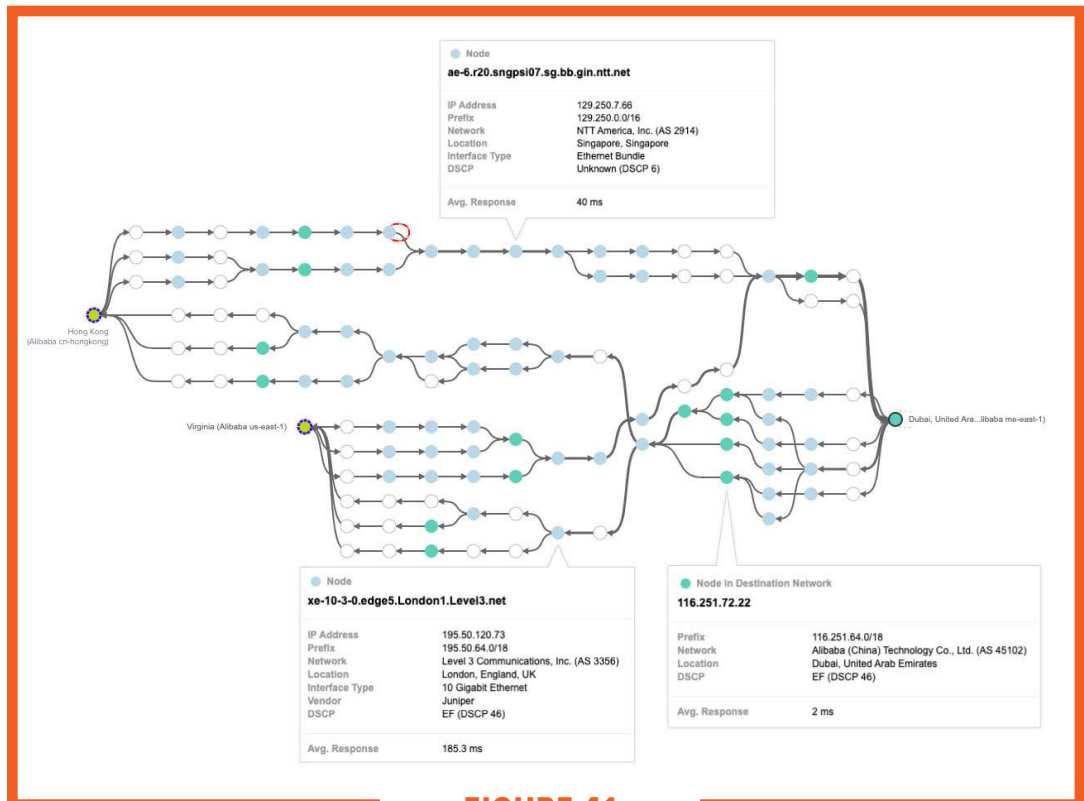 Node
ae-6.r20.sngpsi07.sg.bb.gin.ntt.net
IP Address 129.250.7.66
Prefix 129.250.0.0/16
Network NTT America, Inc. (AS 2914)
Location Singapore, Singapore
Interface Type Ethernet Bundle
DSCP Unknown (DSCP 6)
Avg. Response 40 ms
Hong Kong
(Alibaba cn-hongkong)
Virginia (Alibaba us-east-1)
Dubai, United Ara...libaba me-east-1)
Node
xe-10-3-0.edge5.London1.Level3.net
IP Address 195.50.120.73
Prefix 195.50.64.0/18
Network Level 3 Communications, Inc. (AS 3356)
Location London, England, UK
Interface Type 10 Gigabit Ethernet
Vendor Juniper
DSCP EF (DSCP 46)
Avg. Response 185.3 ms
Node in Destination Network
116.251.72.22
Prefix 116.251.64.0/18
Network Alibaba (China) Technology Co., Ltd. (AS 45102)
Location Dubai, United Arab Emirates
DSCP EF (DSCP 46)
Avg. Response 2 ms